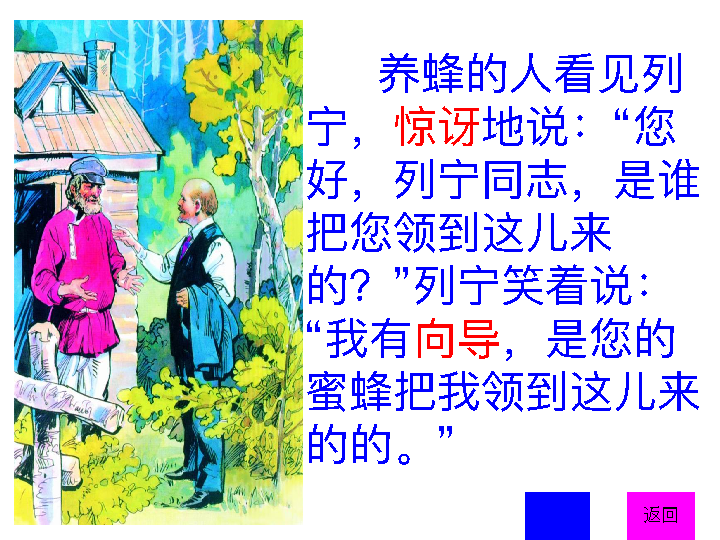 养蜂的人看见列
宁，惊讶地说：“您
好，列宁同志，是谁
把您领到这儿来
的？”列宁笑着说：
“我有向导，是您的
蜜蜂把我领到这儿来
的的。”
返回